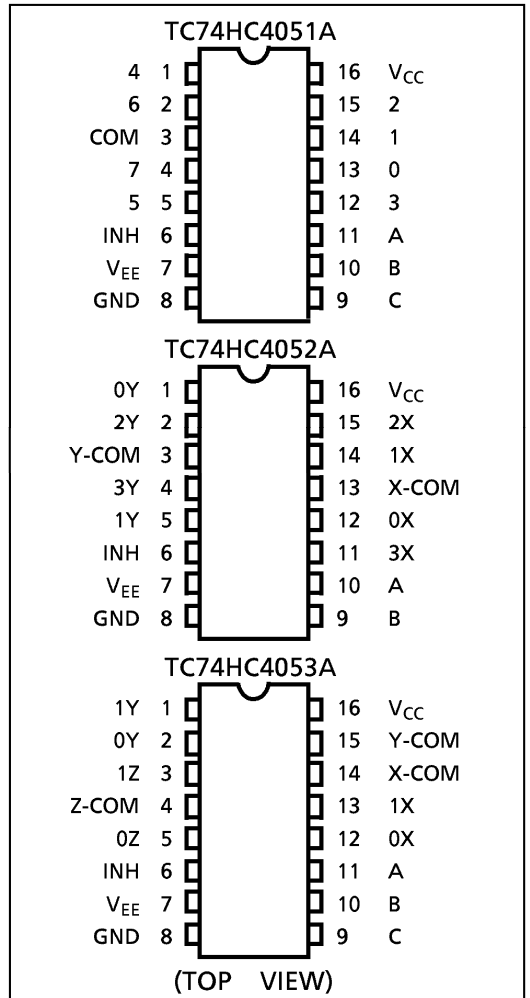 TC74HC4051A
4 1 16 VCC
6 2 15 2
COM 3 14 1
7 4 13 0
5 5 12 3
INH 6 11 A
VEE 7 10 B
GND 8 9 C
TC74HC4052A
0Y 1 16 VCC
2Y 2 15 2X
Y-COM 3 14 1X
3Y 4 13 X-COM
1Y 5 12 0X
INH 6 11 3X
VEE 7 10 A
GND 8 9 B
TC74HC4053A
1Y 1 16 VCC
0Y 2 15 Y-COM
1Z 3 14 X-COM
Z-COM 4 13 1X
0Z 5 12 0X
INH 6 11 A
VEE 7 10 B
GND 8 9 C
(TOP VIEW)